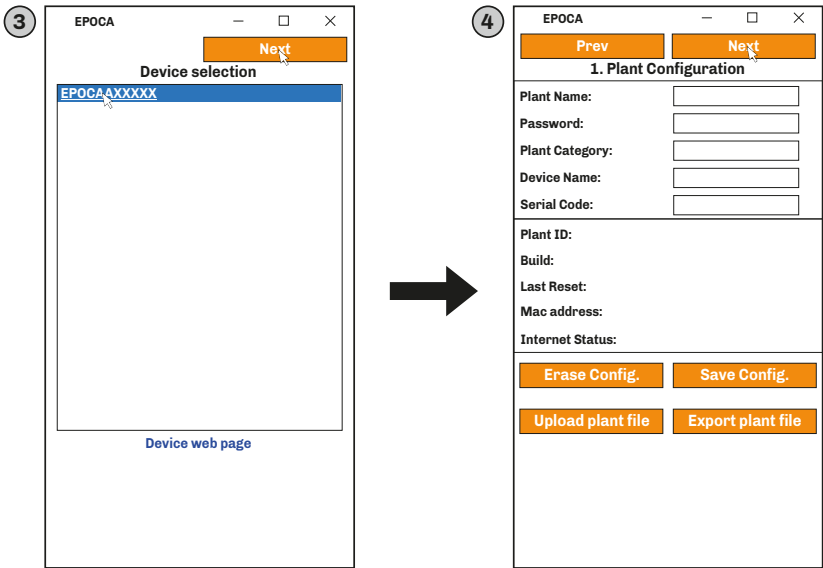 3
EPOCA
Next
Device selection
EPOCAAXXXXX
Device web page
4
EPOCA
Prev
Next
1. Plant Configuration
Plant Name:
Password:
Plant Category:
Device Name:
Serial Code:
Plant ID:
Build:
Last Reset:
Mac address:
Internet Status:
Erase Config.
Save Config.
Upload plant file
Export plant file